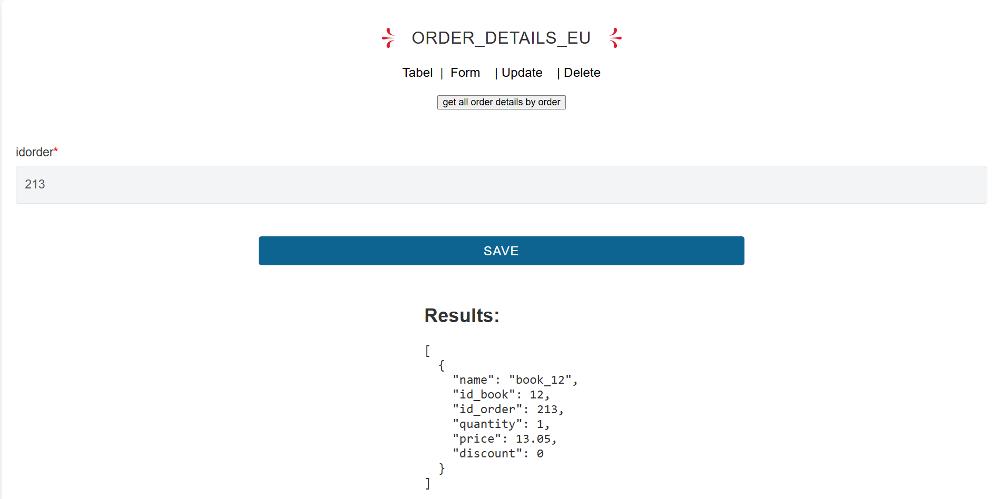 ORDER_DETAILS_EU
Tabel | Form | Update | Delete
get all order details by order
idorder*
213
SAVE
Results:
[
  {
    "name": "book_12",
    "id_book": 12,
    "id_order": 213,
    "quantity": 1,
    "price": 13.05,
    "discount": 0
  }
]